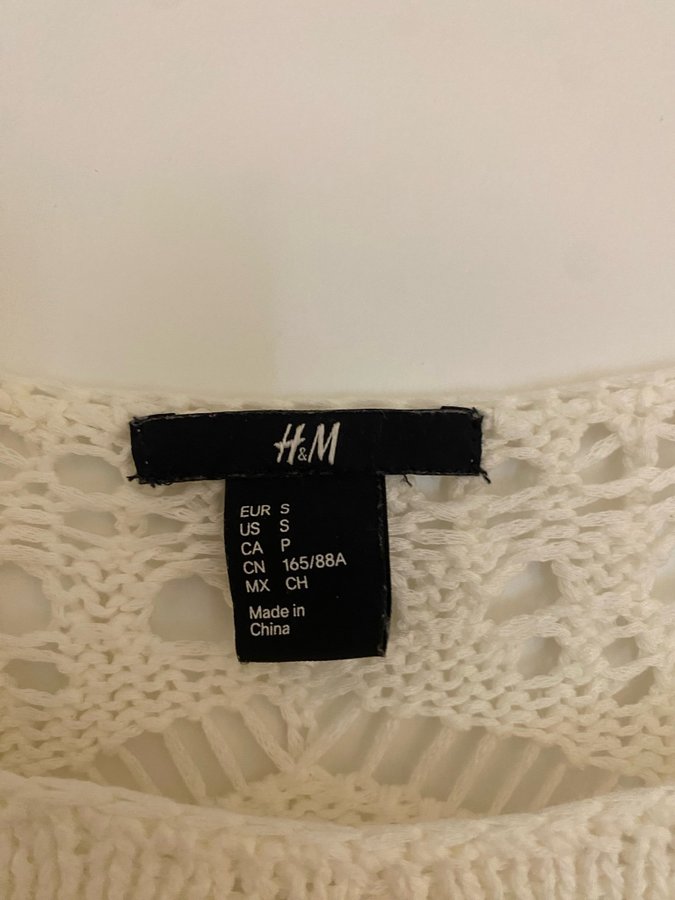 H&M
EUR S
US S
CA P
CN 165/88A
MX CH
Made in
China